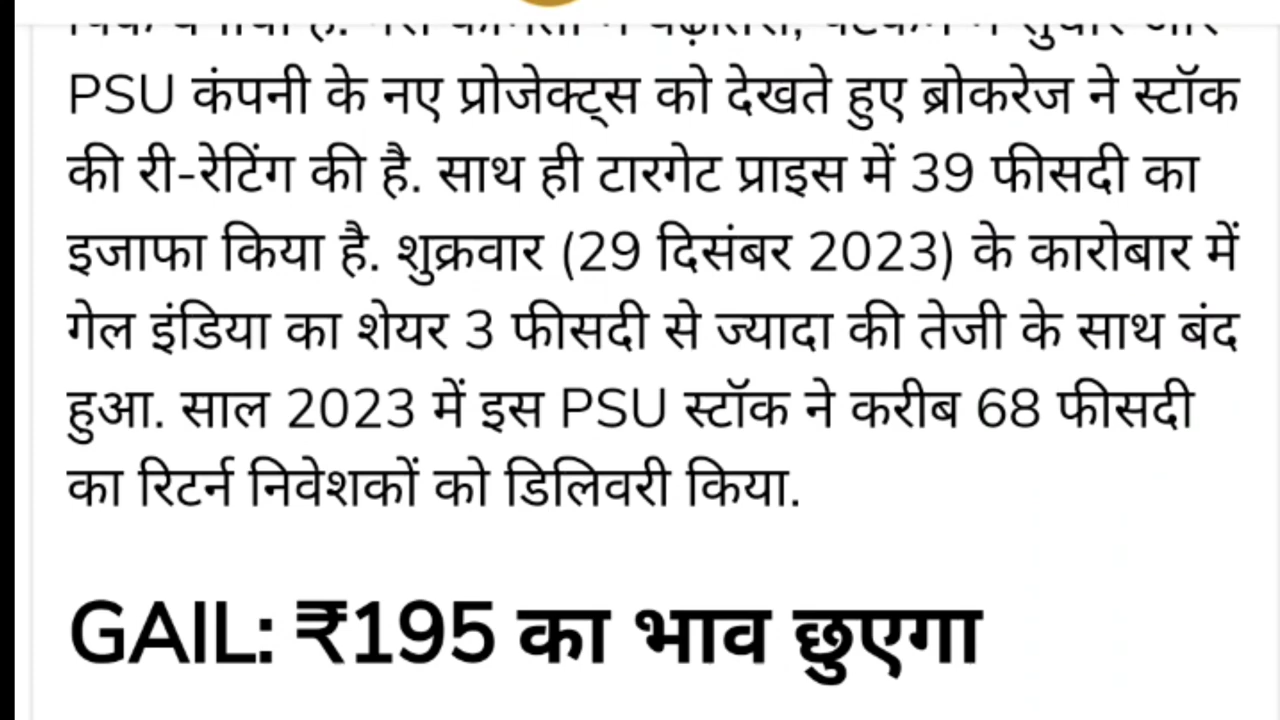 PSU कंपनी के नए प्रोजेक्ट्स को देखते हुए ब्रोकरेज ने स्टॉक
की री-रेटिंग की है. साथ ही टारगेट प्राइस में 39 फीसदी का
इजाफा किया है. शुक्रवार (29 दिसंबर 2023) के कारोबार में
गेल इंडिया का शेयर 3 फीसदी से ज्यादा की तेजी के साथ बंद
हुआ. साल 2023 में इस PSU स्टॉक ने करीब 68 फीसदी
का रिटर्न निवेशकों को डिलिवरी किया.
GAIL: ₹195 का भाव छुएगा